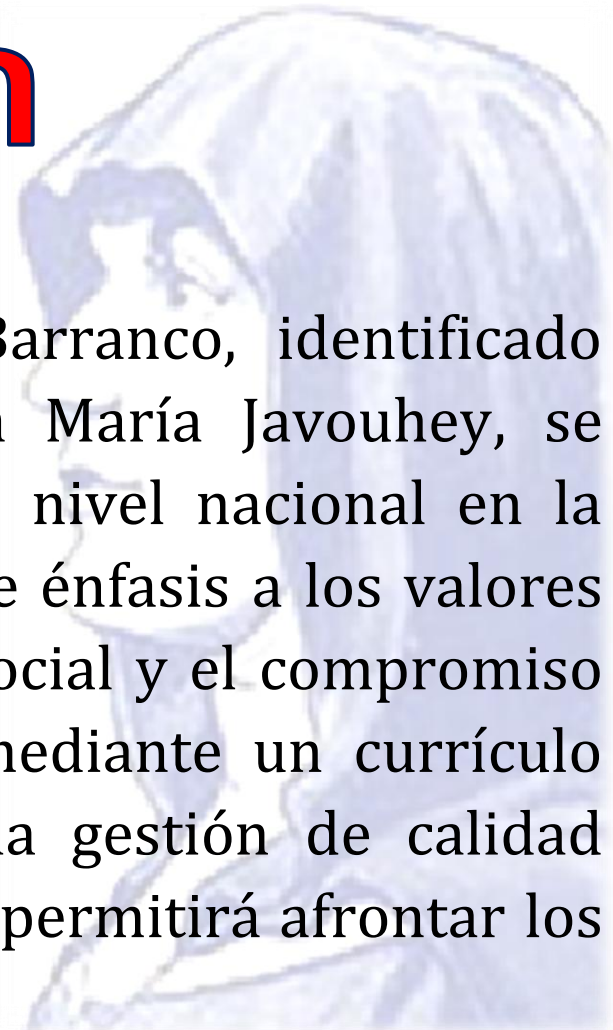 n
Barranco, identificado
n María Javouhey, se
nivel nacional en la
e énfasis a los valores
ocial y el compromiso
mediante un currículo
la gestión de calidad
permitirá afrontar los